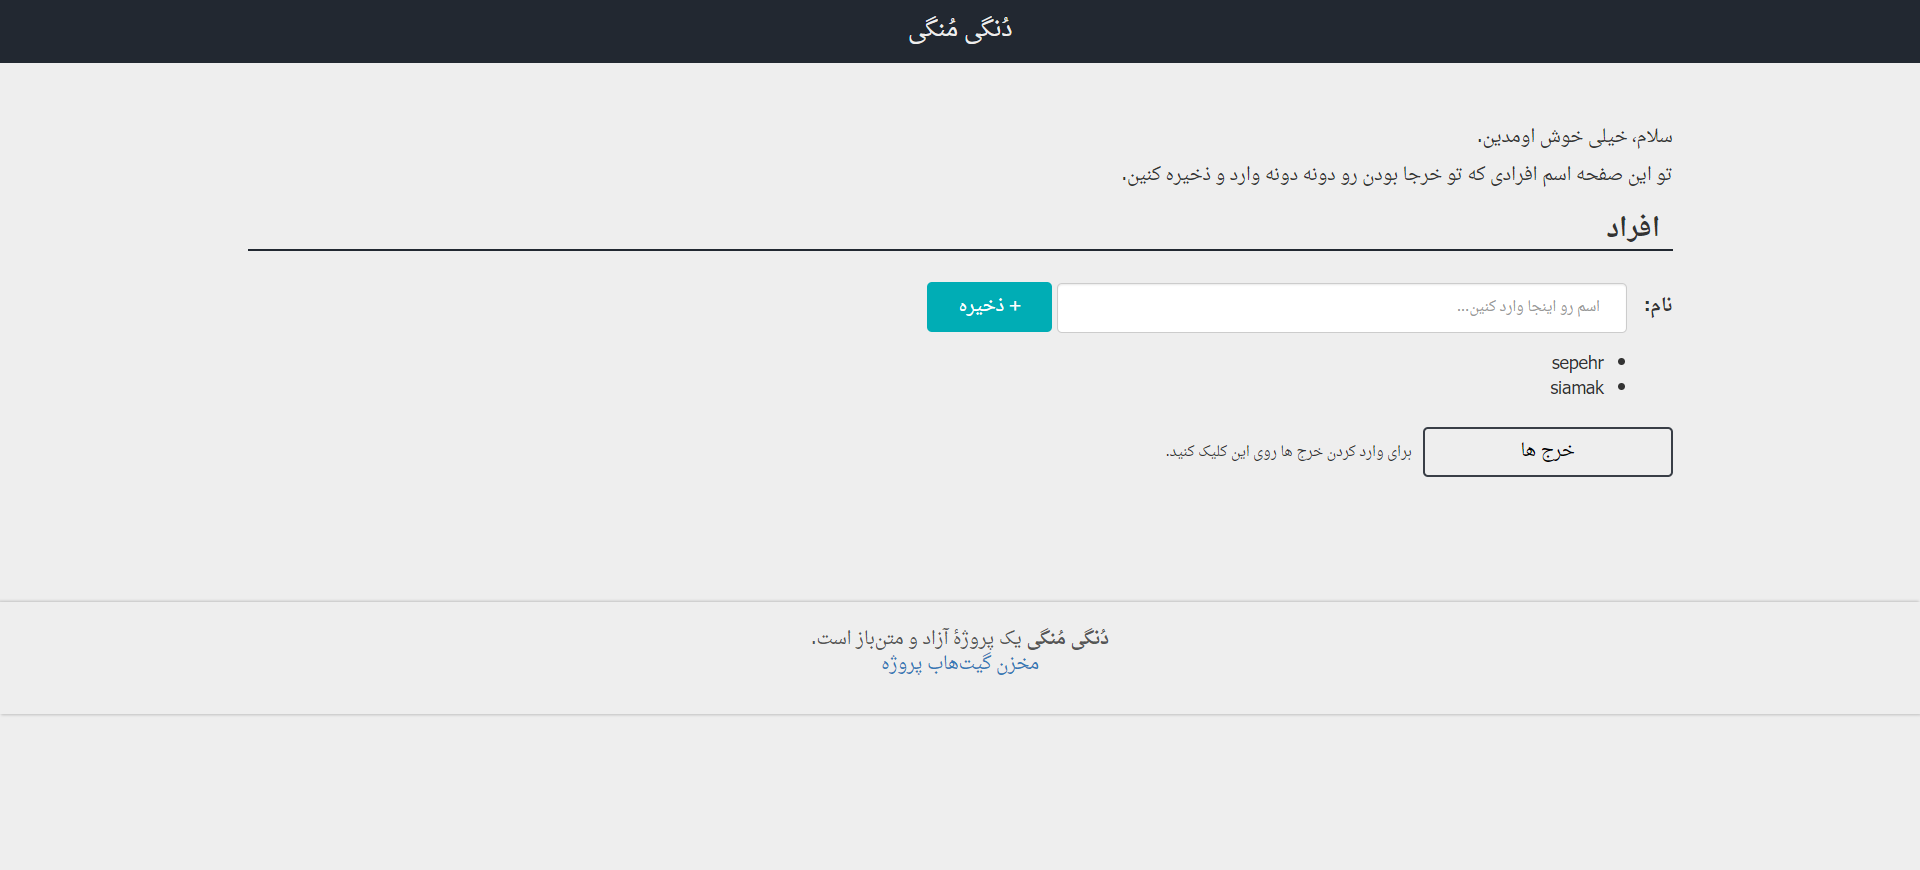 دُنگی مُنگی
سلام، خیلی خوش اومدین.
تو این صفحه اسم افرادی که تو خرجا بودن رو دونه دونه وارد و ذخیره کنین.
افراد
نام: اسم رو اینجا وارد کنین... + ذخیره
sepehr
siamak
خرج ها برای وارد کردن خرج ها روی این کلیک کنید.
دُنگی مُنگی یک پروژهٔ آزاد و متن‌باز است.
مخزن گیت‌هاب پروژه